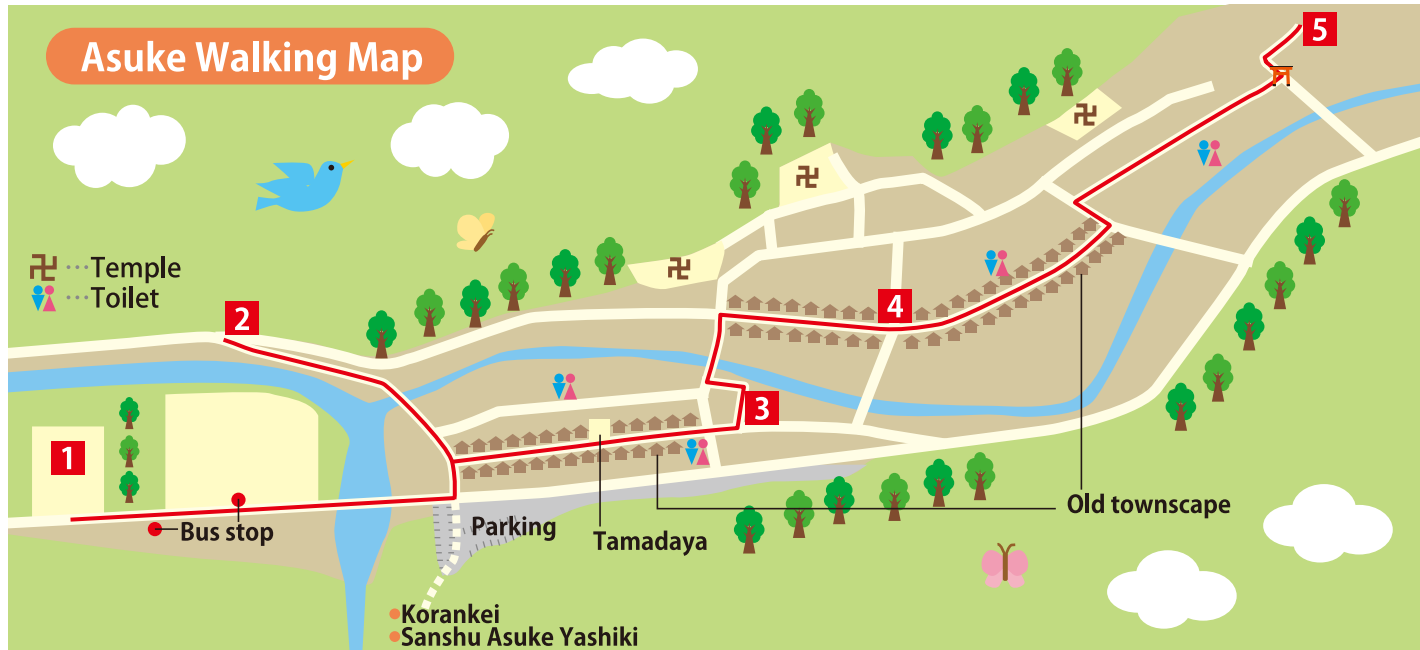 Asuke Walking Map
5
卍 ···Temple
···Toilet
2
4
3
1
Bus stop
Parking
Tamadaya
Old townscape
Korankei
Sanshu Asuke Yashiki